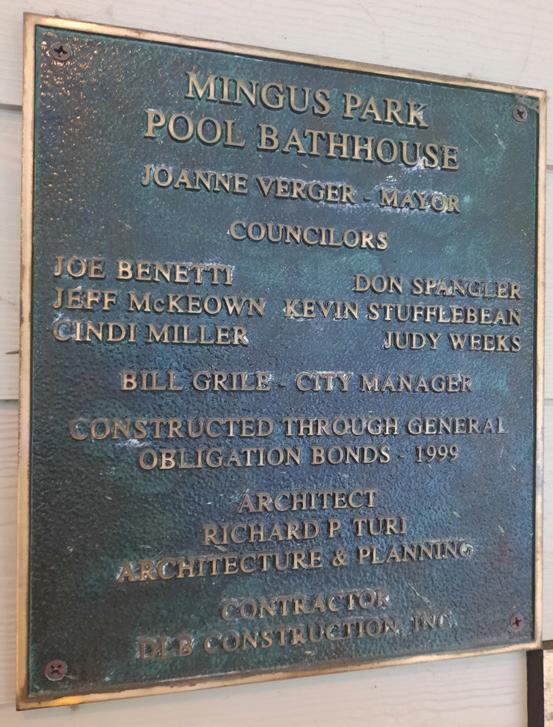 MINGUS PARK
POOL BATHHOUSE
JOANNE VERGER - MAYOR
COUNCILORS
JOE BENETTI DON SPANGLER
JEFF McKEOWN KEVIN STUFFLEBEAN
CINDI MILLER JUDY WEEKS
BILL GRILE - CITY MANAGER
CONSTRUCTED THROUGH GENERAL
OBLIGATION BONDS - 1999
ARCHITECT
RICHARD P. TURI
ARCHITECTURE & PLANNING
CONTRACTOR
CONSTRUCTION, INC.